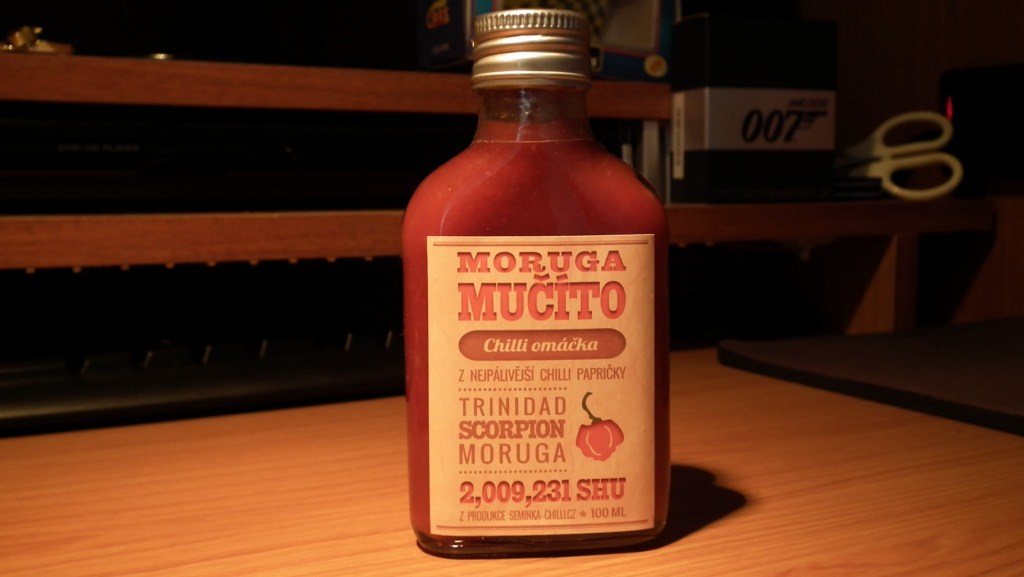 007
MORUGA
MUČÍTO
Chilli omáčka
Z NEJPÁLIVĚJŠÍ CHILLI PAPRIČKY
TRINIDAD
SCORPION
MORUGA
2,009,231 SHU
Z PRODUKCE SEMINKA-CHILLI.CZ ★ 100 ML